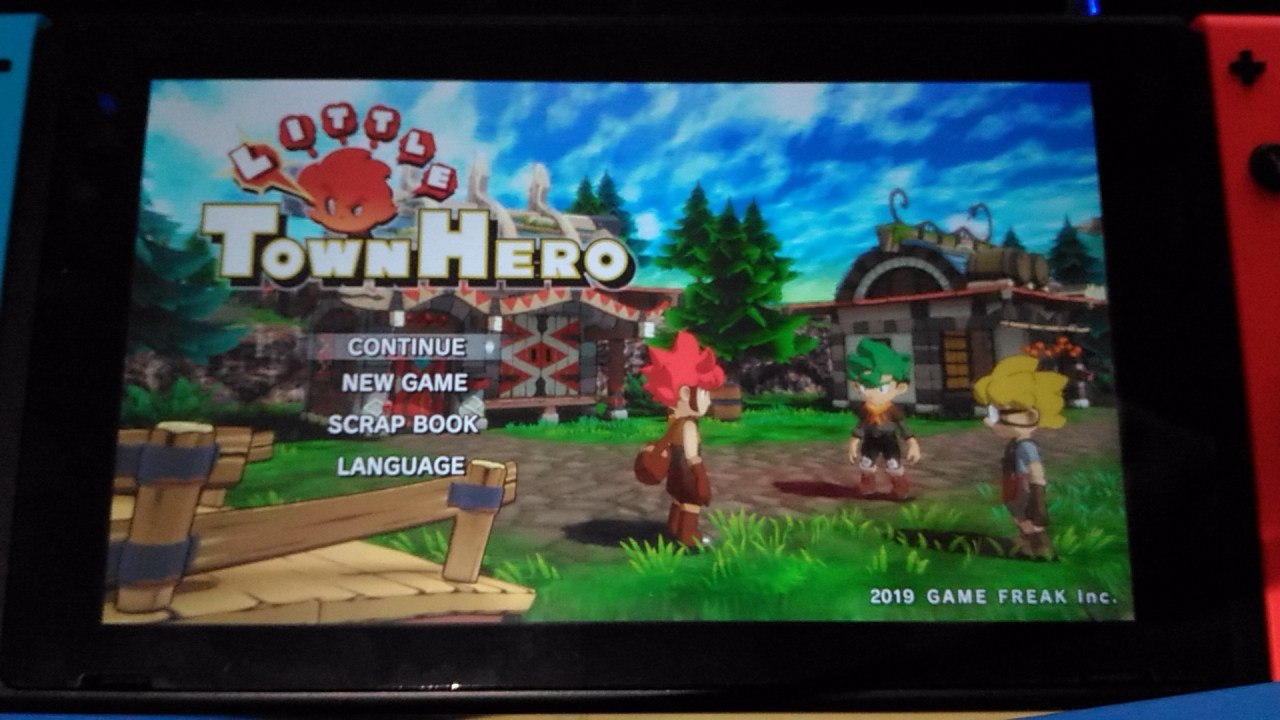 LITTLE
TOWN HERO
CONTINUE
NEW GAME
SCRAP BOOK
LANGUAGE
2019 GAME FREAK Inc.